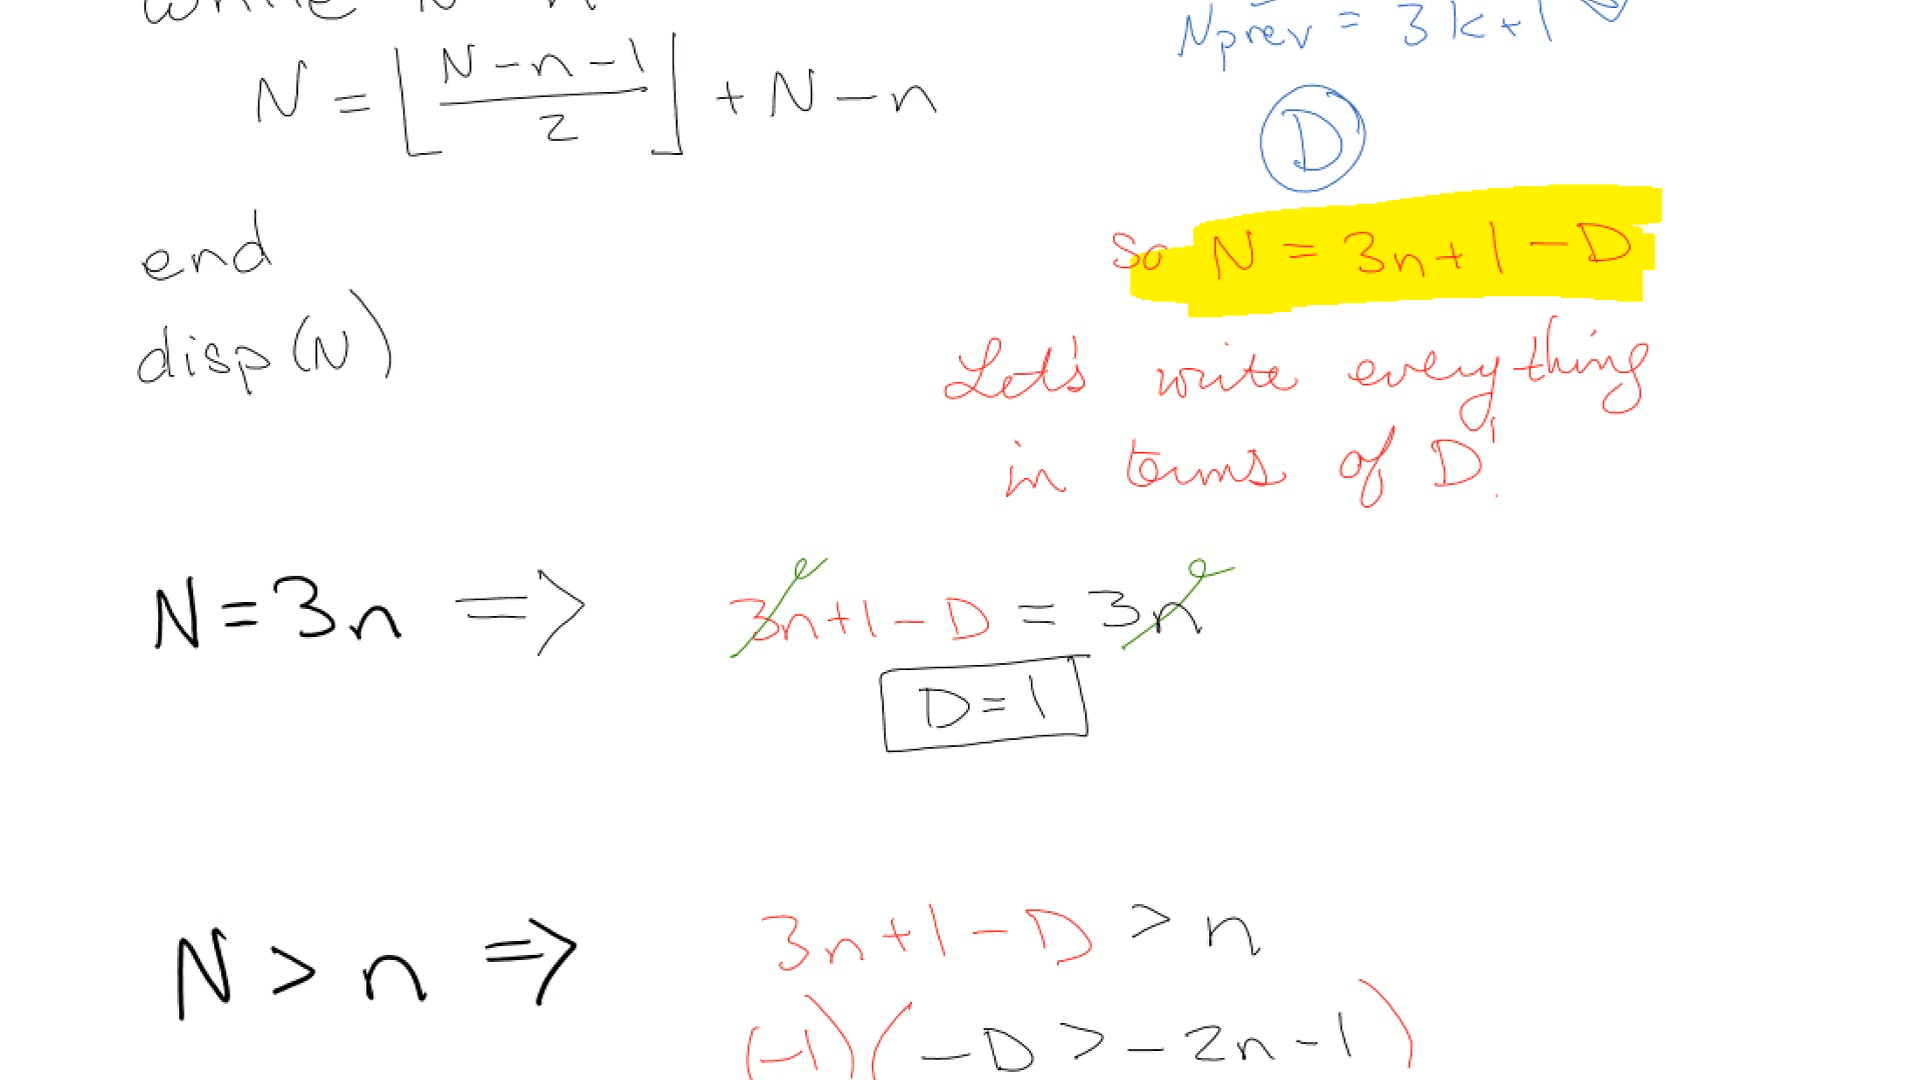 while N > n
N = ⌊(N-n-1)/2⌋ + N - n
end
disp(N)
Nprev = 3k+1
D
so N = 3n+1-D
Let's write everything
in terms of D!
N=3n ⇒ 3n+1-D = 3n
D=1
N > n ⇒ 3n+1-D > n
(-1)(-D > -2n-1)